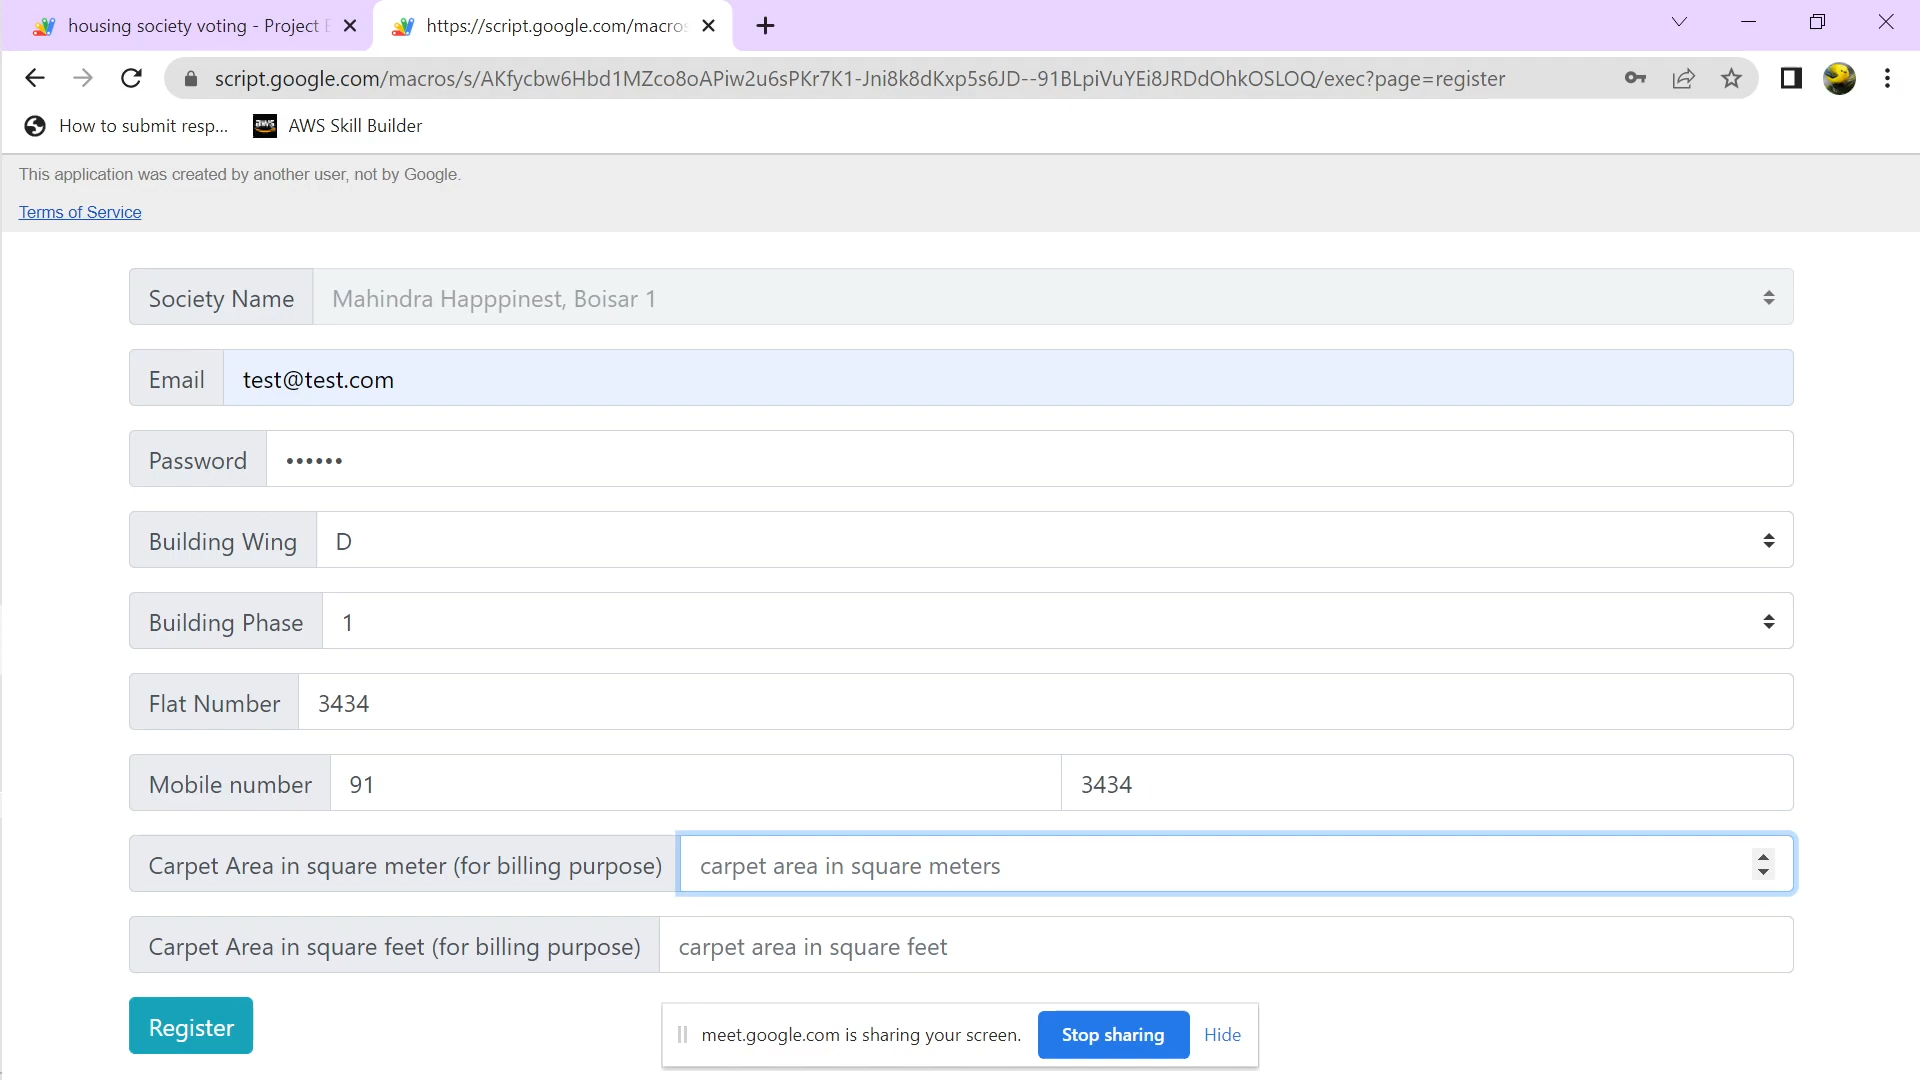 housing society voting - Project E
https://script.google.com/macros
script.google.com/macros/s/AKfycbw6Hbd1MZco8oAPiw2u6sPKr7K1-Jni8k8dKxp5s6JD--91BLpiVuYEi8JRDdOhkOSLOQ/exec?page=register
How to submit resp...
aws
AWS Skill Builder
This application was created by another user, not by Google.
Terms of Service
Society Name
Mahindra Happpinest, Boisar 1
Email
test@test.com
Password
••••••
Building Wing
D
Building Phase
1
Flat Number
3434
Mobile number
91
3434
Carpet Area in square meter (for billing purpose)
carpet area in square meters
Carpet Area in square feet (for billing purpose)
carpet area in square feet
Register
meet.google.com is sharing your screen.
Stop sharing
Hide